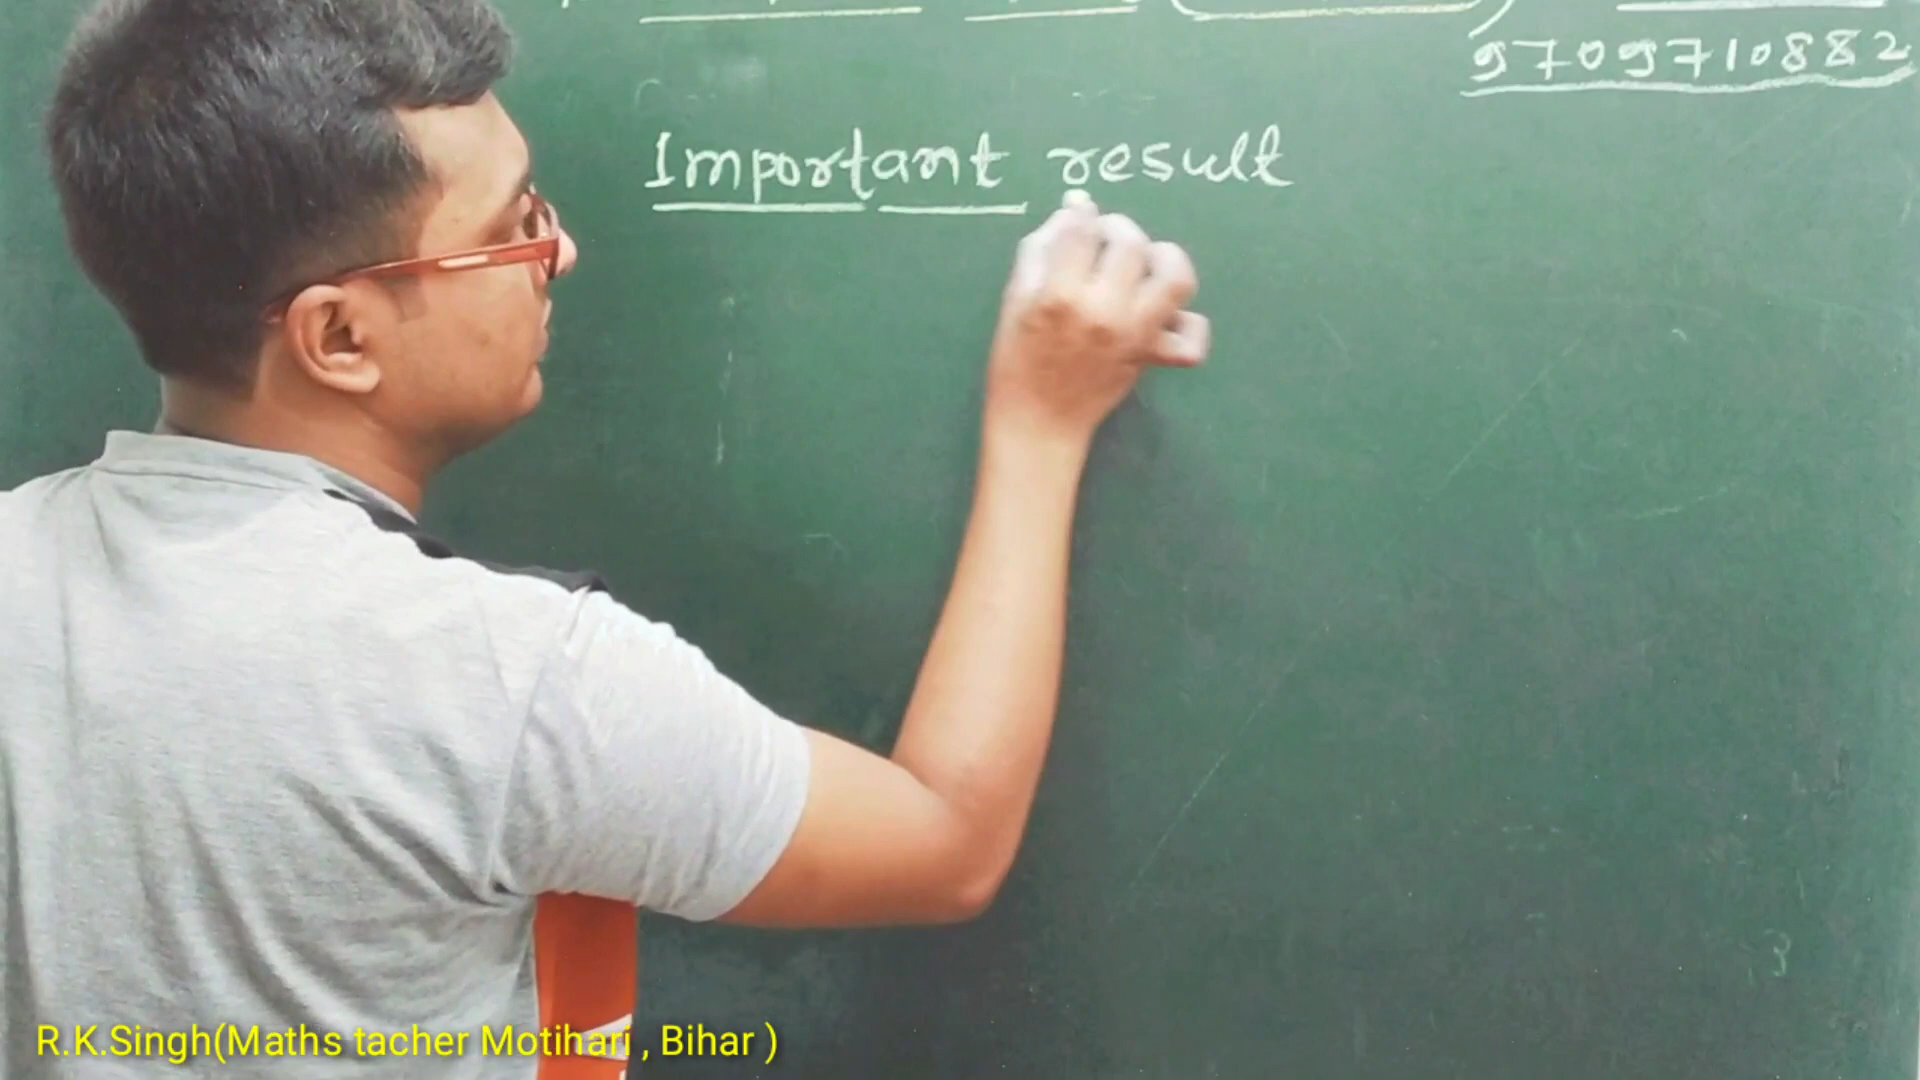 9709710882
Important result
R.K.Singh(Maths tacher Motihari , Bihar )